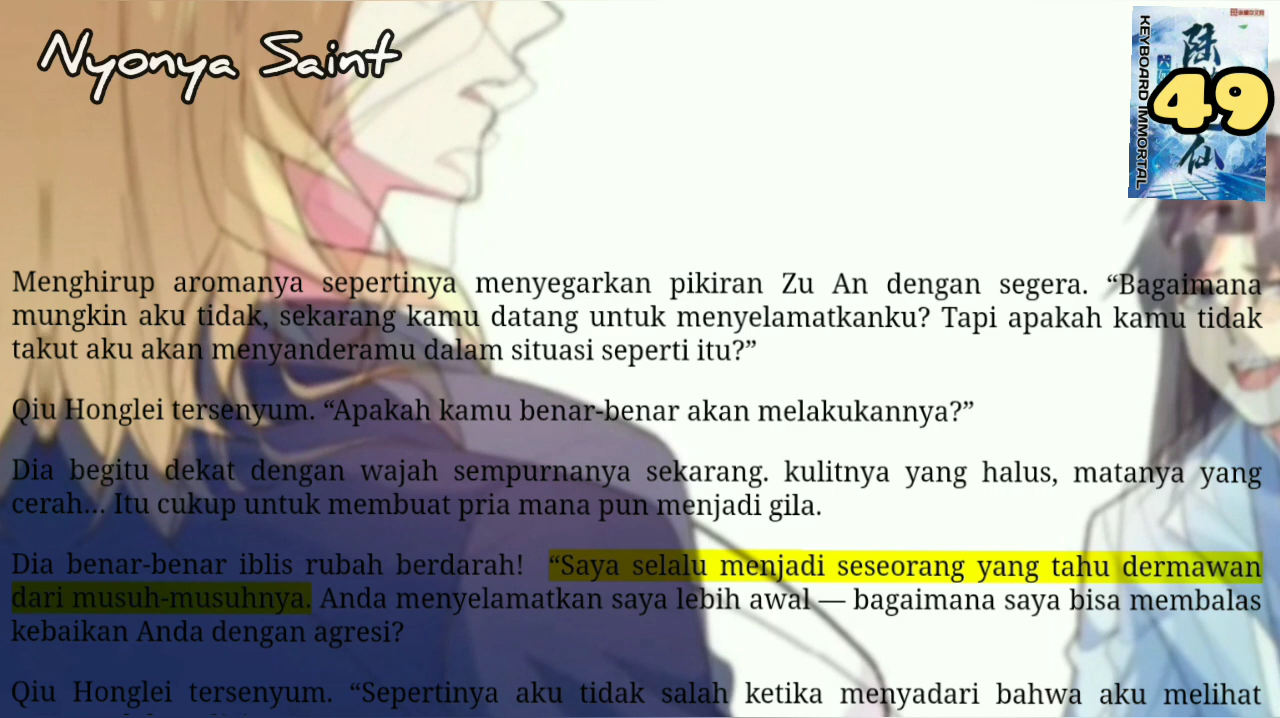 Nyonya Saint
KEYBOARD IMMORTAL
49
Menghirup aromanya sepertinya menyegarkan pikiran Zu An dengan segera. “Bagaimana
mungkin aku tidak, sekarang kamu datang untuk menyelamatkanku? Tapi apakah kamu tidak
takut aku akan menyanderamu dalam situasi seperti itu?”
Qiu Honglei tersenyum. “Apakah kamu benar-benar akan melakukannya?”
Dia begitu dekat dengan wajah sempurnanya sekarang. kulitnya yang halus, matanya yang
cerah… Itu cukup untuk membuat pria mana pun menjadi gila.
Dia benar-benar iblis rubah berdarah! “Saya selalu menjadi seseorang yang tahu dermawan
dari musuh-musuhnya. Anda menyelamatkan saya lebih awal — bagaimana saya bisa membalas
kebaikan Anda dengan agresi?
Qiu Honglei tersenyum. “Sepertinya aku tidak salah ketika menyadari bahwa aku melihat